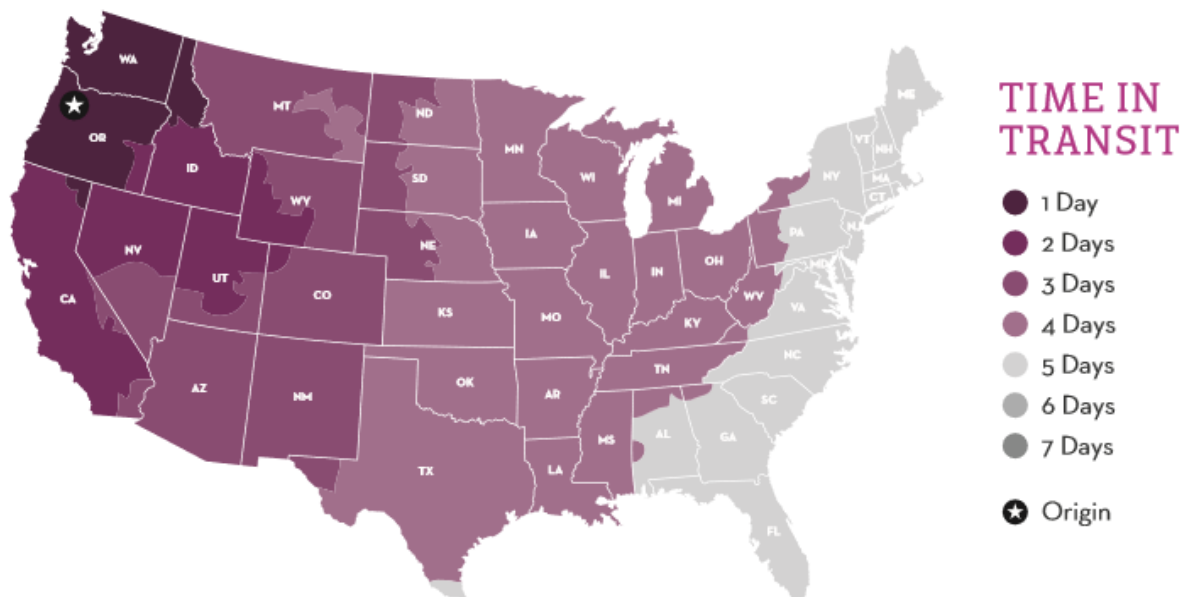 WA
MT
ND
ME
OR
MN
VT
NH
ID
SD
WI
NY
MA
WY
MI
CT
NV
NE
IA
PA
NJ
UT
IL
IN
OH
MD
CA
CO
WV
VA
KS
MO
KY
NC
AZ
NM
OK
TN
AR
SC
MS
AL
GA
TX
LA
FL
TIME IN
TRANSIT
1 Day
2 Days
3 Days
4 Days
5 Days
6 Days
7 Days
Origin